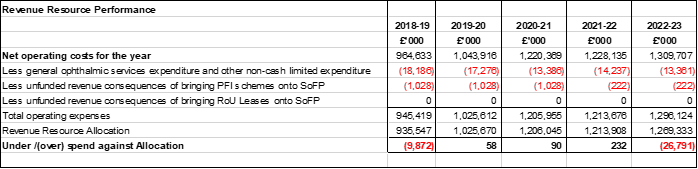 Revenue Resource Performance
2018-19 2019-20 2020-21 2021-22 2022-23
£'000 £'000 £'000 £'000 £'000
Net operating costs for the year 964,633 1,043,916 1,220,369 1,228,135 1,309,707
Less general ophthalmic services expenditure and other non-cash limited expenditure (18,186) (17,276) (13,386) (14,237) (13,361)
Less unfunded revenue consequences of bringing PFI schemes onto SoFP (1,028) (1,028) (1,028) (222) (222)
Less unfunded revenue consequences of bringing RoU Leases onto SoFP 0 0 0 0 0
Total operating expenses 945,419 1,025,612 1,205,955 1,213,676 1,296,124
Revenue Resource Allocation 935,547 1,025,670 1,206,045 1,213,908 1,269,333
Under /(over) spend against Allocation (9,872) 58 90 232 (26,791)